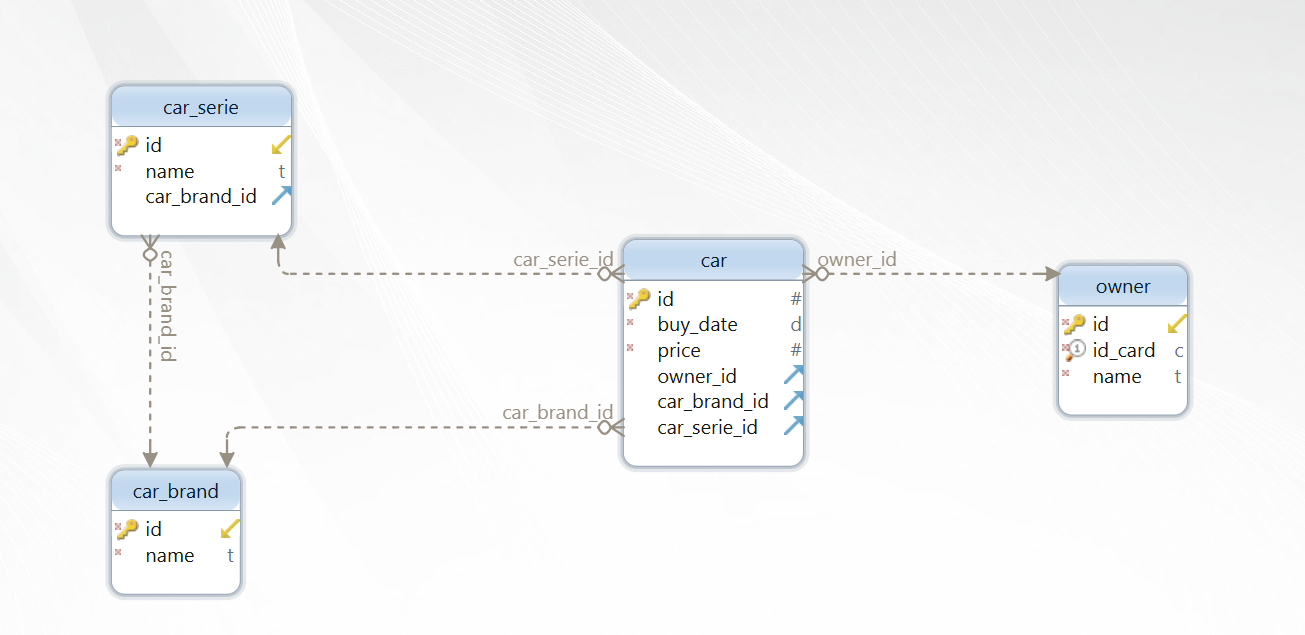 car_serie
id
name t
car_brand_id
car_brand_id
car_serie_id
car
id #
buy_date d
price #
owner_id
car_brand_id
car_serie_id
owner_id
owner
id
1 id_card c
name t
car_brand_id
car_brand
id
name t